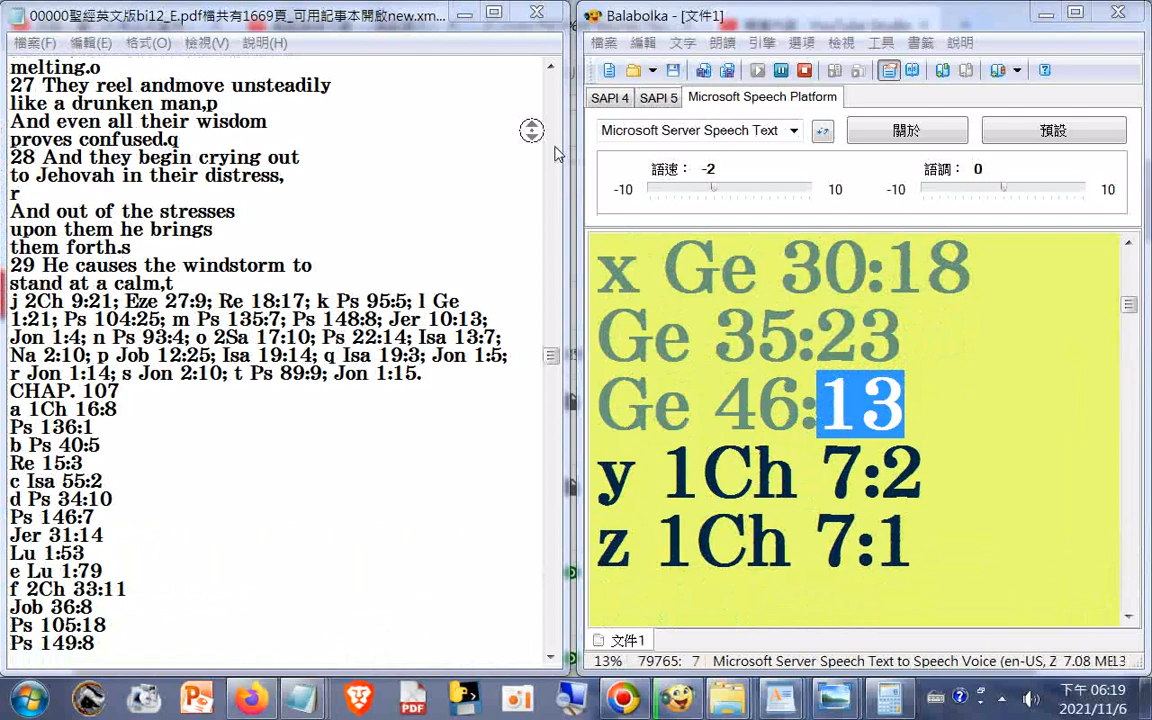 00000聖經英文版bi12_E.pdf檔共有1669頁_可用記事本開啟new.xm...
檔案(F) 編輯(E) 格式(O) 檢視(V) 說明(H)
melting.o
27 They reel andmove unsteadily
like a drunken man,p
And even all their wisdom
proves confused.q
28 And they begin crying out
to Jehovah in their distress,
r
And out of the stresses
upon them he brings
them forth.s
29 He causes the windstorm to
stand at a calm,t
j 2Ch 9:21; Eze 27:9; Re 18:17; k Ps 95:5; l Ge
1:21; Ps 104:25; m Ps 135:7; Ps 148:8; Jer 10:13;
Jon 1:4; n Ps 93:4; o 2Sa 17:10; Ps 22:14; Isa 13:7;
Na 2:10; p Job 12:25; Isa 19:14; q Isa 19:3; Jon 1:5;
r Jon 1:14; s Jon 2:10; t Ps 89:9; Jon 1:15.
CHAP. 107
a 1Ch 16:8
Ps 136:1
b Ps 40:5
Re 15:3
c Isa 55:2
d Ps 34:10
Ps 146:7
Jer 31:14
Lu 1:53
e Lu 1:79
f 2Ch 33:11
Job 36:8
Ps 105:18
Ps 149:8
Balabolka - [文件1]
檔案 編輯 文字 朗讀 引擎 選項 檢視 工具 書籤 說明
SAPI 4 SAPI 5 Microsoft Speech Platform
Microsoft Server Speech Text 關於 預設
語速: -2 語調: 0
-10 10 -10 10
x Ge 30:18
Ge 35:23
Ge 46:13
y 1Ch 7:2
z 1Ch 7:1
文件1
13% 79765: 7 Microsoft Server Speech Text to Speech Voice (en-US, Z 7.08 МБ
PDF
下午 06:19
2021/11/6